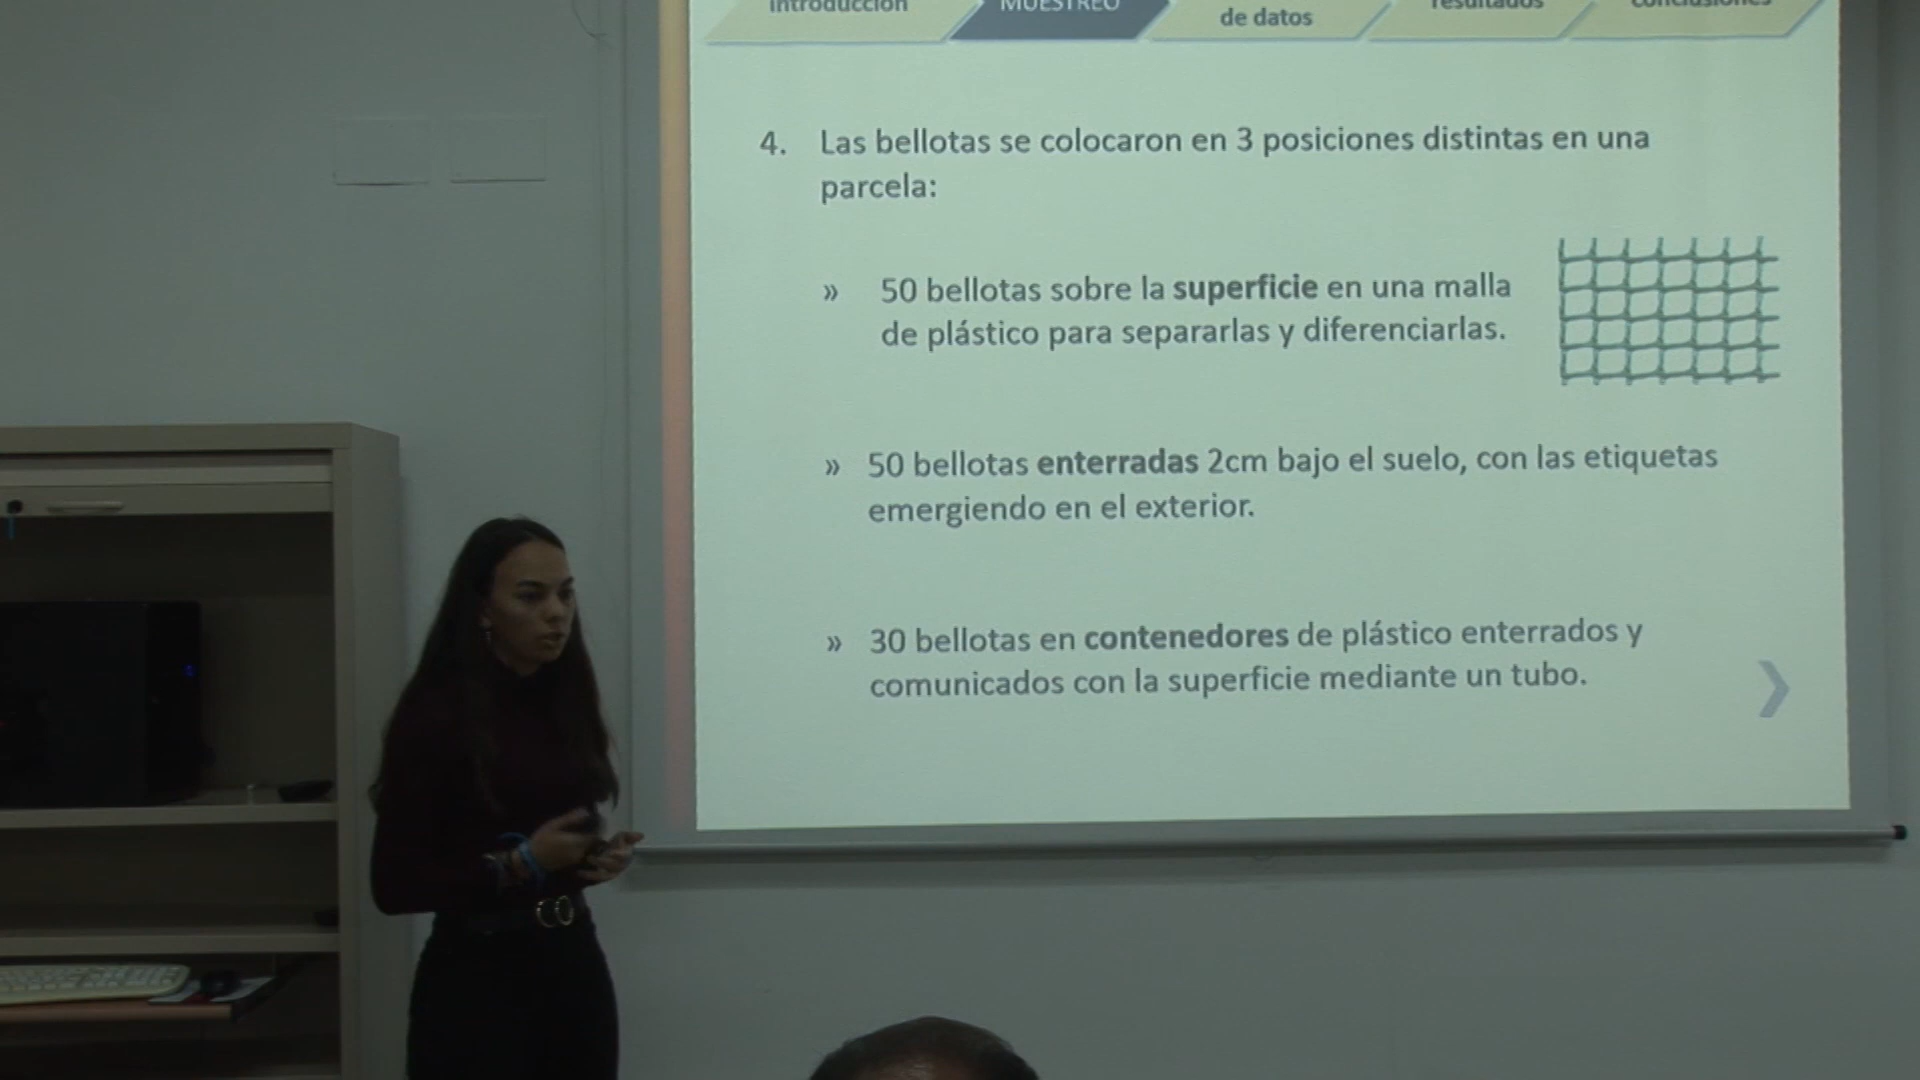 Introducción
MUESTREO
de datos
resultados
conclusiones
4. Las bellotas se colocaron en 3 posiciones distintas en una
parcela:
» 50 bellotas sobre la superficie en una malla
de plástico para separarlas y diferenciarlas.
» 50 bellotas enterradas 2cm bajo el suelo, con las etiquetas
emergiendo en el exterior.
» 30 bellotas en contenedores de plástico enterrados y
comunicados con la superficie mediante un tubo.